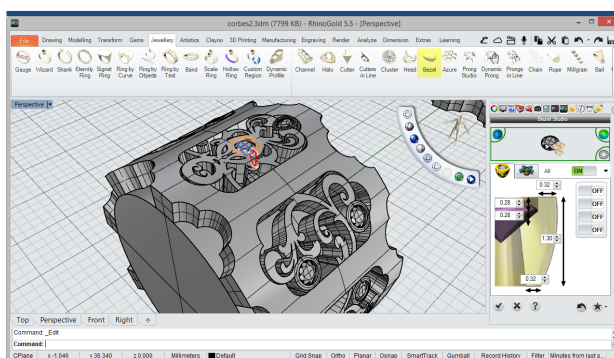 corbes2.3dm (7799 KB) - RhinoGold 5.5 - [Perspective]
File Drawing Modelling Transform Gems Jewellery Artistics Clayoo 3D Printing Manufacturing Engraving Render Analyze Dimension Extras Learning
Gauge Wizard Shank Eternity Ring Signet Ring Ring by Curve Ring by Objects Ring by Text Band Scale Ring Hollow Ring Custom Region Dynamic Profile Channel Halo Cutter Cutters in Line Cluster Head Bezel Azure Prong Studio Dynamic Prong Prongs in Line Chain Rope Millgrain Bail
Perspective
Bezel Studio
All ON
0.32
OFF
0.28
OFF
0.28
OFF
1.30
OFF
0.32
Top Perspective Front Right
Command: _Edit
Command:
CPlane x -1.046 y 36.340 z 0.000 Millimeters Default Grid Snap Ortho Planar Osnap SmartTrack Gumball Record History Filter Minutes from last s...